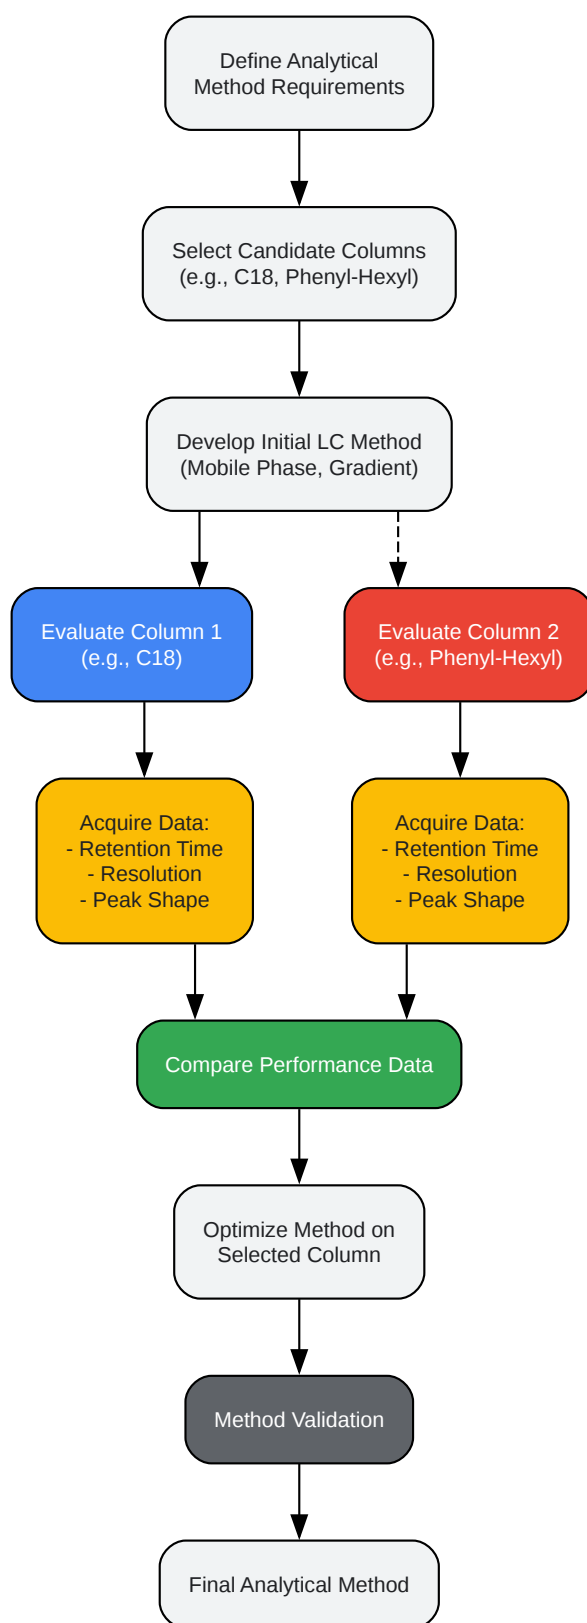 Define Analytical
Method Requirements
Select Candidate Columns
(e.g., C18, Phenyl-Hexyl)
Develop Initial LC Method
(Mobile Phase, Gradient)
Evaluate Column 1
(e.g., C18)
Evaluate Column 2
(e.g., Phenyl-Hexyl)
Acquire Data:
- Retention Time
- Resolution
- Peak Shape
Acquire Data:
- Retention Time
- Resolution
- Peak Shape
Compare Performance Data
Optimize Method on
Selected Column
Method Validation
Final Analytical Method